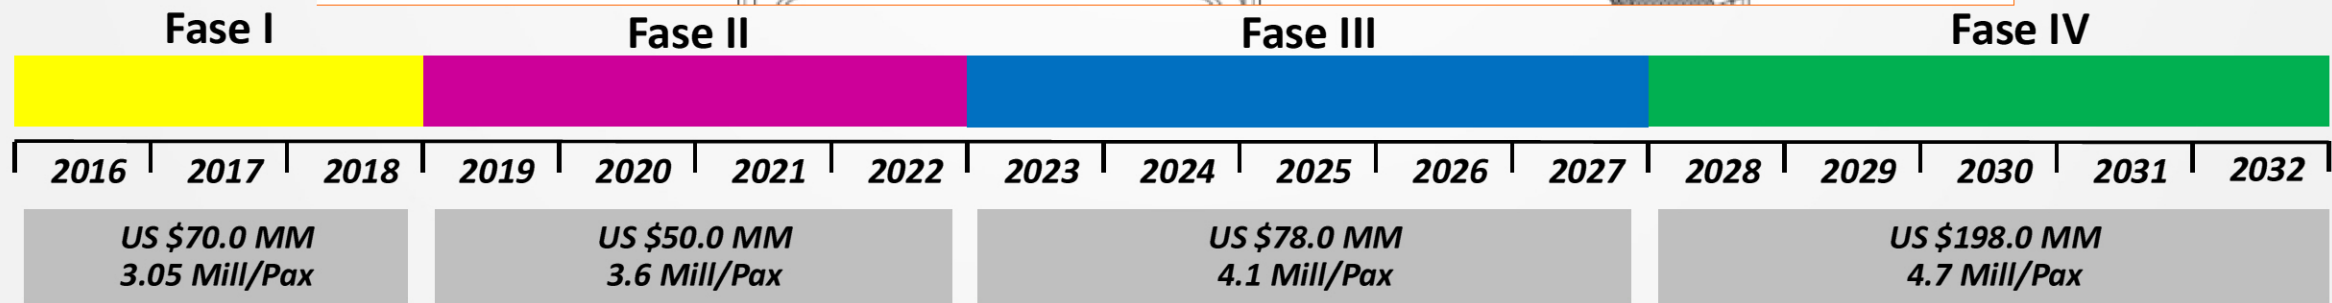 Fase I
Fase II
Fase III
Fase IV
2016 2017 2018 2019 2020 2021 2022 2023 2024 2025 2026 2027 2028 2029 2030 2031 2032
US $70.0 MM
3.05 Mill/Pax
US $50.0 MM
3.6 Mill/Pax
US $78.0 MM
4.1 Mill/Pax
US $198.0 MM
4.7 Mill/Pax